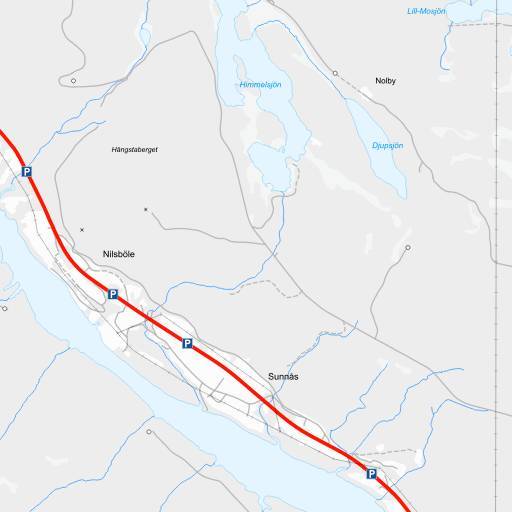 Lill-Mosjön
Himmelsjön
Nolby
Djupsjön
Hängstaberget
P
Nilsböle
P
P
Sunnås
P